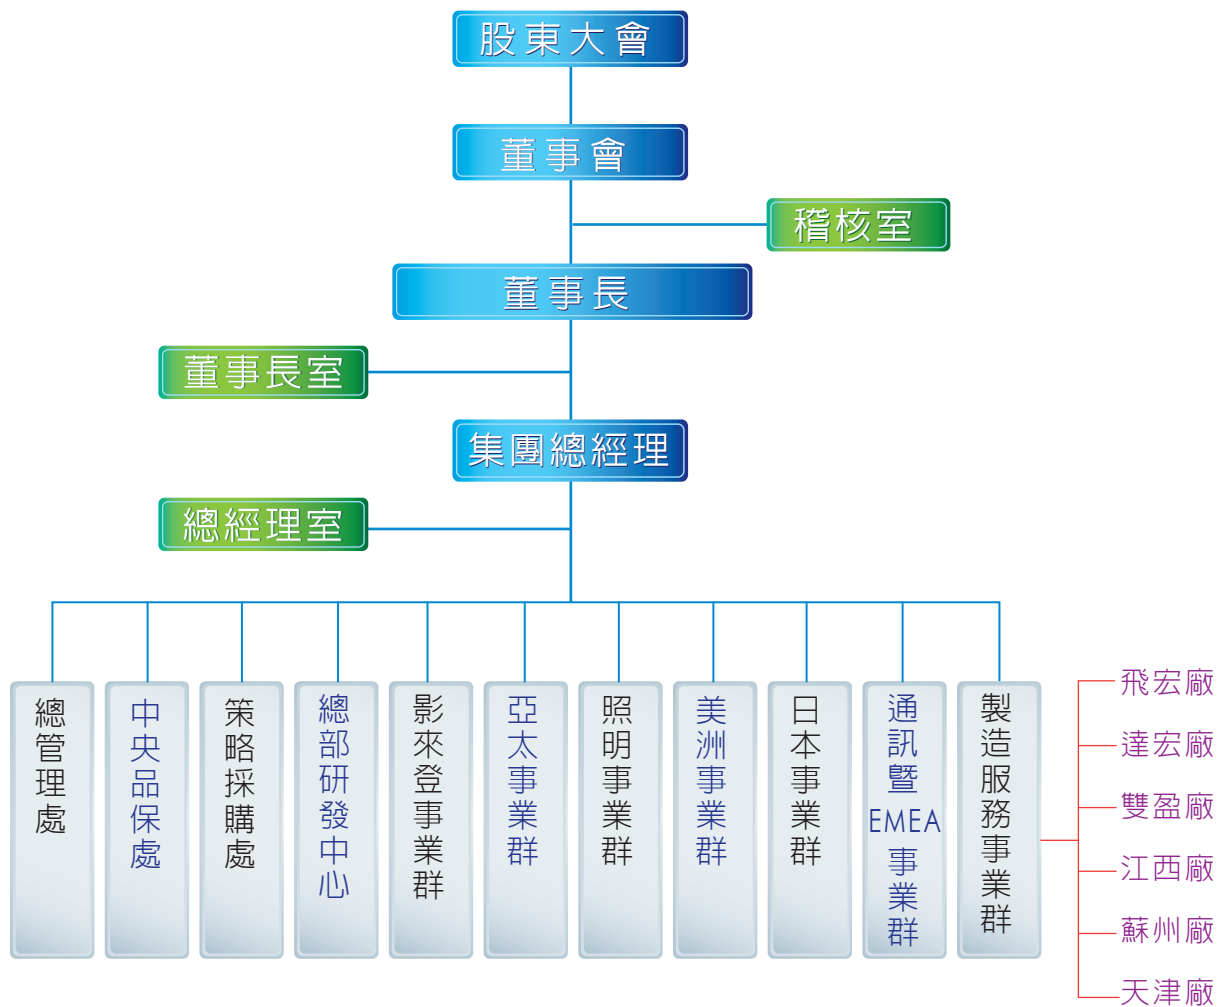 股東大會
董事會
稽核室
董事長
董事長室
集團總經理
總經理室
總管理處
中央品保處
策略採購處
總部研發中心
影來登事業群
亞太事業群
照明事業群
美洲事業群
日本事業群
通訊暨EMEA事業群
製造服務事業群
飛宏廠
達宏廠
雙盈廠
江西廠
蘇州廠
天津廠